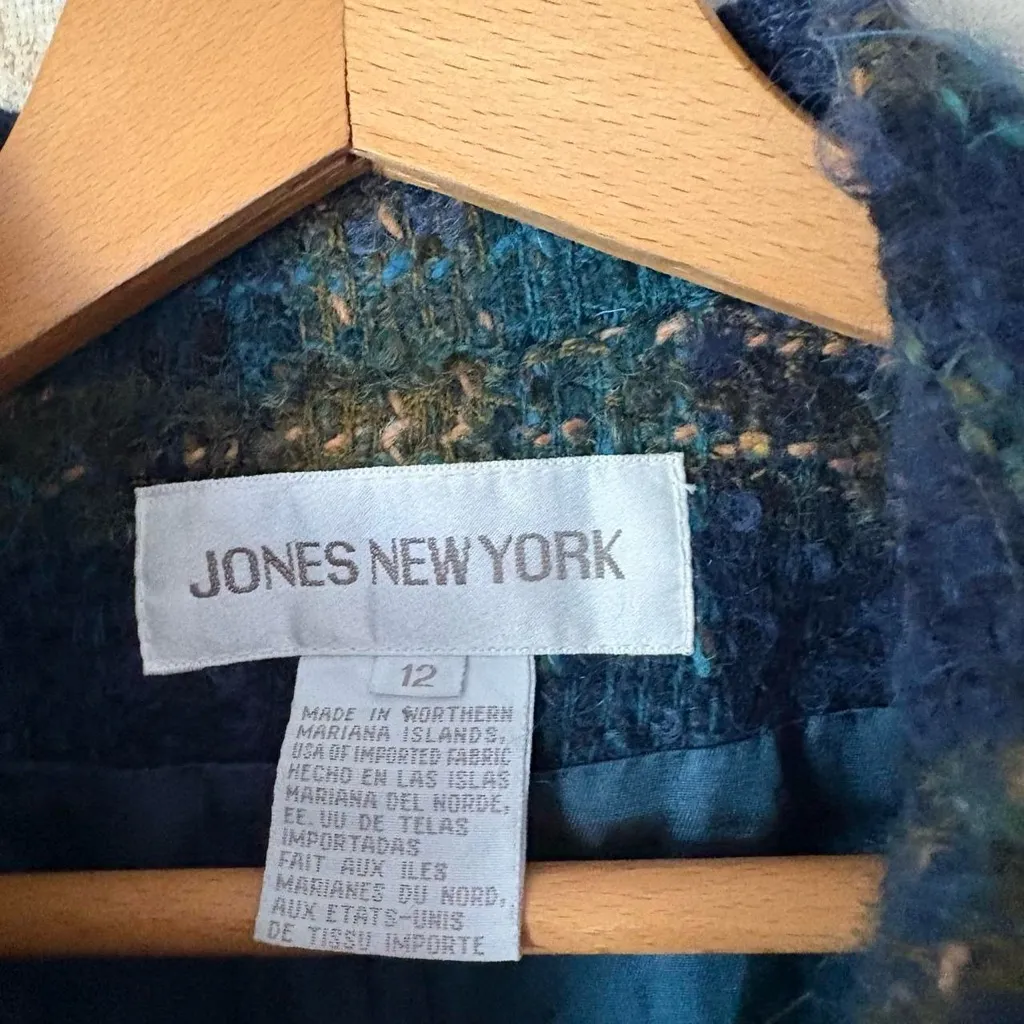 JONES NEW YORK
12
MADE IN NORTHERN
MARIANA ISLANDS,
USA OF IMPORTED FABRIC
HECHO EN LAS ISLAS
MARIANA DEL NORDE,
EE. UU DE TELAS
IMPORTADAS
FAIT AUX ILES
MARIANES DU NORD,
AUX ETATS-UNIS
DE TISSU IMPORTE